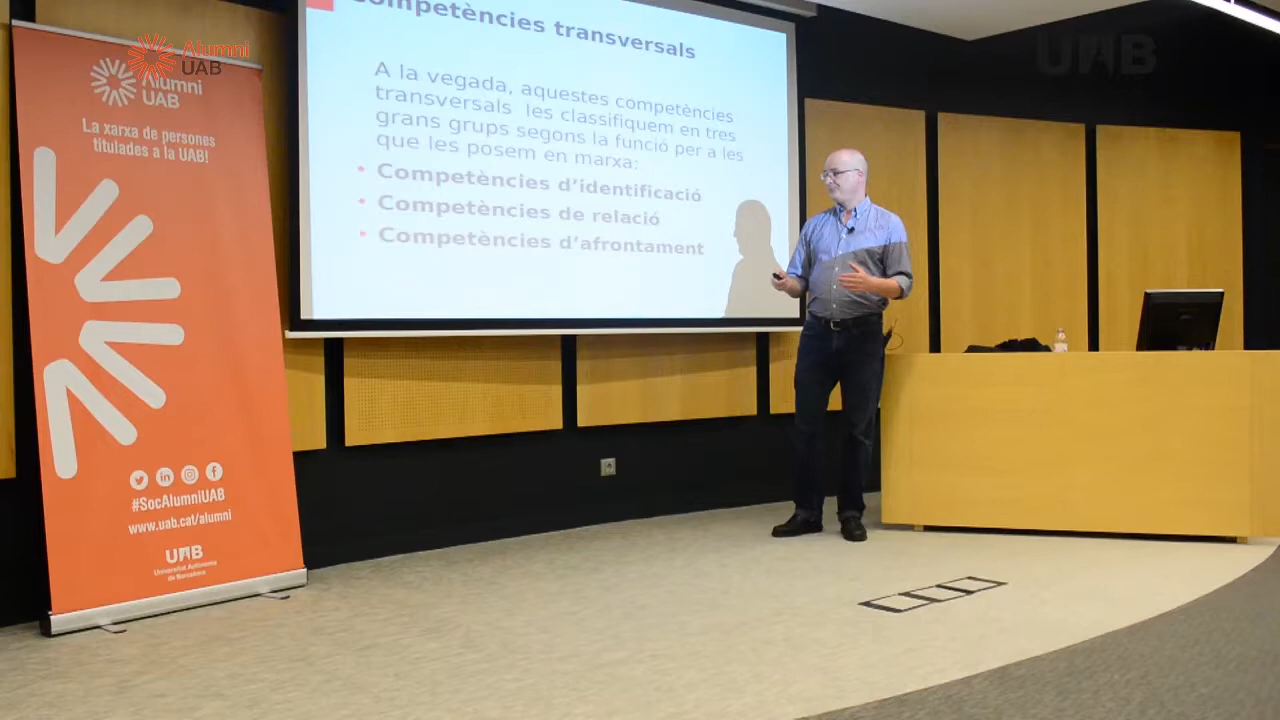 Alumni
UAB
Alumni
UAB
La xarxa de persones
titulades a la UAB!
#SocAlumniUAB
www.uab.cat/alumni
UAB
Universitat Autònoma
de Barcelona
Competències transversals
A la vegada, aquestes competències
transversals les classifiquem en tres
grans grups segons la funció per a les
que les posem en marxa:
• Competències d'identificació
• Competències de relació
• Competències d'afrontament
UAB